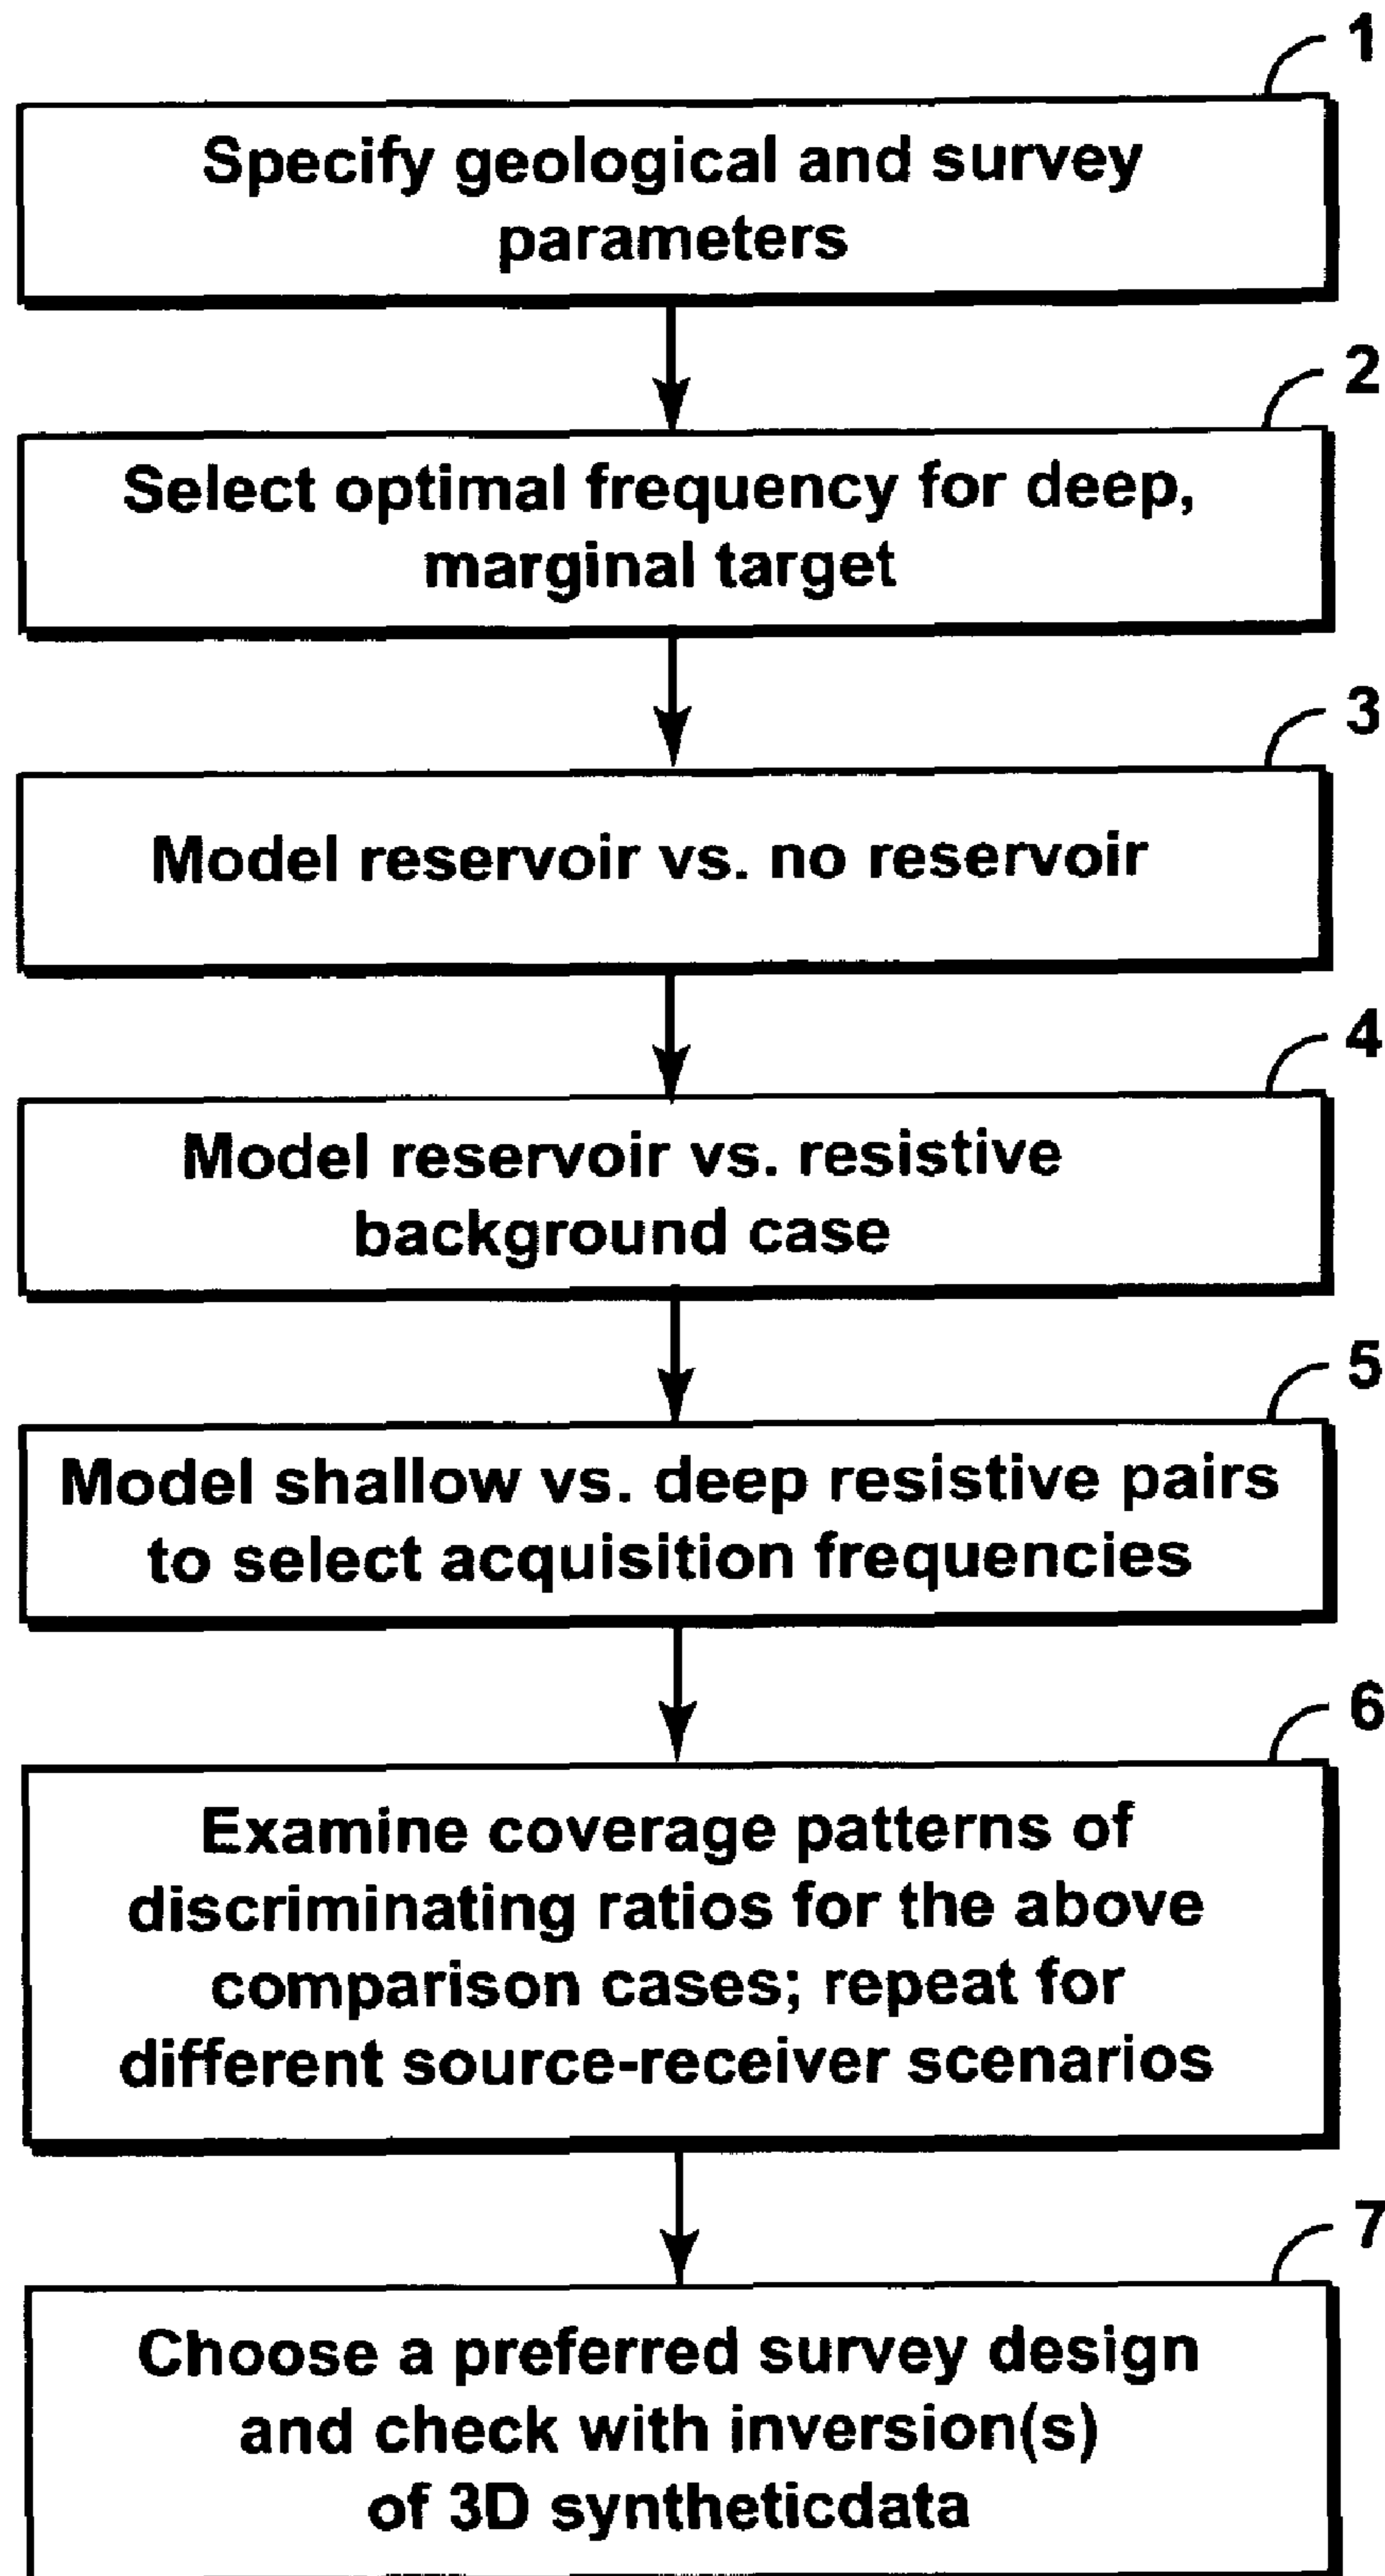 1
Specify geological and survey
parameters
2
Select optimal frequency for deep,
marginal target
3
Model reservoir vs. no reservoir
4
Model reservoir vs. resistive
background case
5
Model shallow vs. deep resistive pairs
to select acquisition frequencies
6
Examine coverage patterns of
discriminating ratios for the above
comparison cases; repeat for
different source-receiver scenarios
7
Choose a preferred survey design
and check with inversion(s)
of 3D syntheticdata